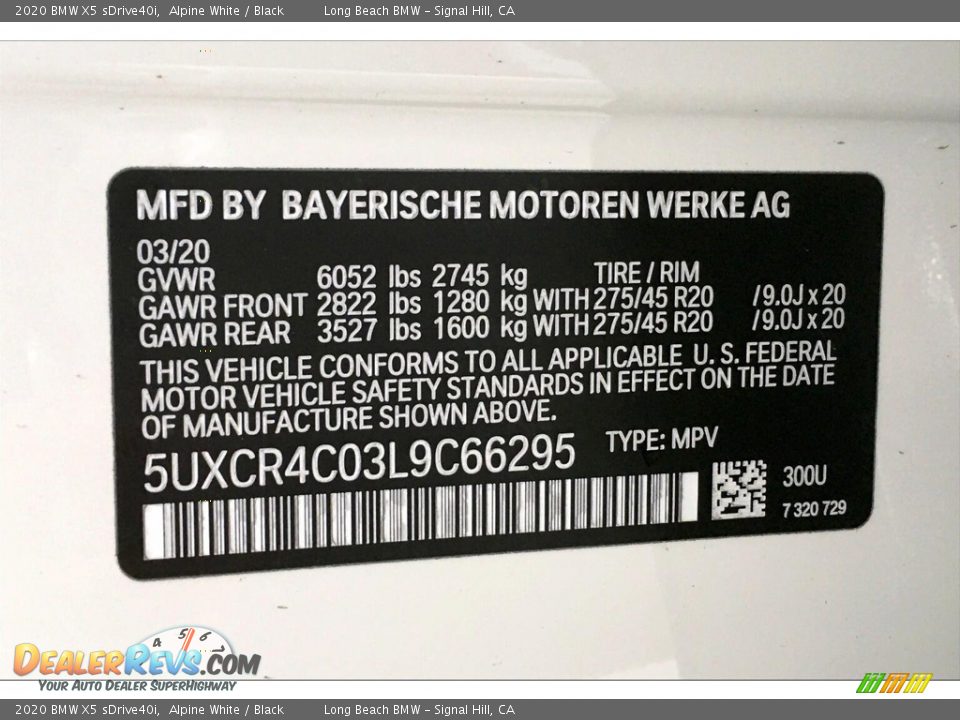 2020 BMW X5 sDrive40i, Alpine White / Black Long Beach BMW - Signal Hill, CA
MFD BY BAYERISCHE MOTOREN WERKE AG
03/20
GVWR 6052 lbs 2745 kg TIRE / RIM
GAWR FRONT 2822 lbs 1280 kg WITH 275/45 R20 / 9.0J x 20
GAWR REAR 3527 lbs 1600 kg WITH 275/45 R20 / 9.0J x 20
THIS VEHICLE CONFORMS TO ALL APPLICABLE U. S. FEDERAL
MOTOR VEHICLE SAFETY STANDARDS IN EFFECT ON THE DATE
OF MANUFACTURE SHOWN ABOVE.
5UXCR4C03L9C66295 TYPE: MPV
300U
7 320 729
4 5 6 7
DEALERREVS.COM
YOUR AUTO DEALER SUPERHIGHWAY
2020 BMW X5 sDrive40i, Alpine White / Black Long Beach BMW - Signal Hill, CA